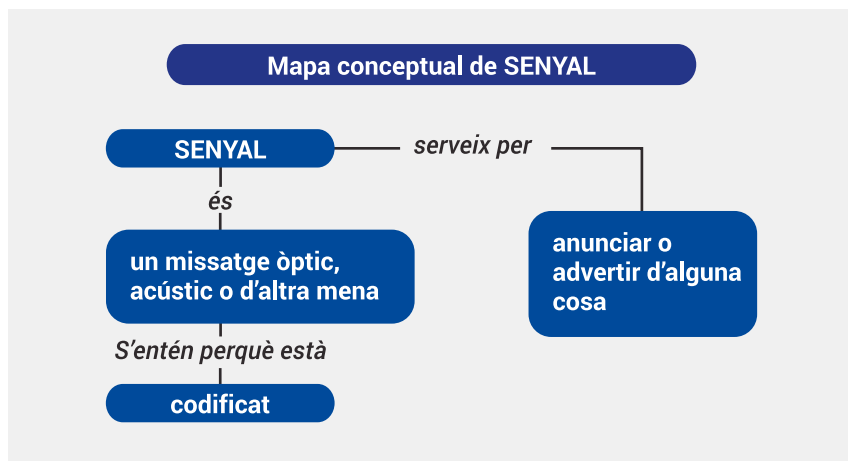 Mapa conceptual de SENYAL
SENYAL
serveix per
és
un missatge òptic,
acústic o d'altra mena
anunciar o
advertir d'alguna
cosa
S'entén perquè està
codificat